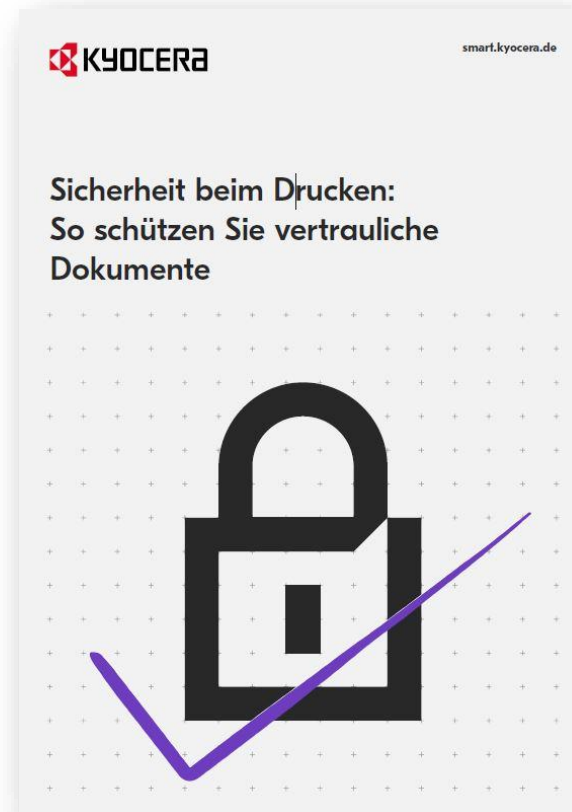 KYOCERA
smart.kyocera.de
Sicherheit beim Drucken:
So schützen Sie vertrauliche
Dokumente